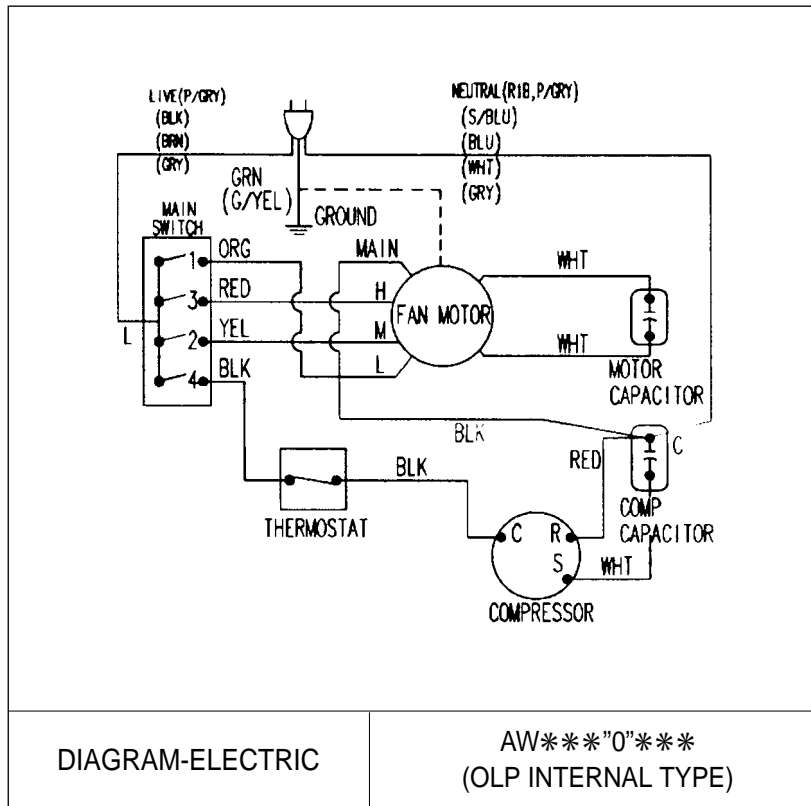 LIVE(P/GRY)
(BLK)
(BRN)
(GRY)
NEUTRAL(RIB,P/GRY)
(S/BLU)
(BLU)
(WHT)
(GRY)
GRN
(G/YEL)
GROUND
MAIN
SWITCH
1
ORG
3
RED
L
2
YEL
4
BLK
MAIN
H
M
L
FAN MOTOR
WHT
WHT
MOTOR
CAPACITOR
BLK
C
RED
COMP
CAPACITOR
THERMOSTAT
BLK
C
R
S
WHT
COMPRESSOR
DIAGRAM-ELECTRIC
AW✳✳✳”0”✳✳✳
(OLP INTERNAL TYPE)